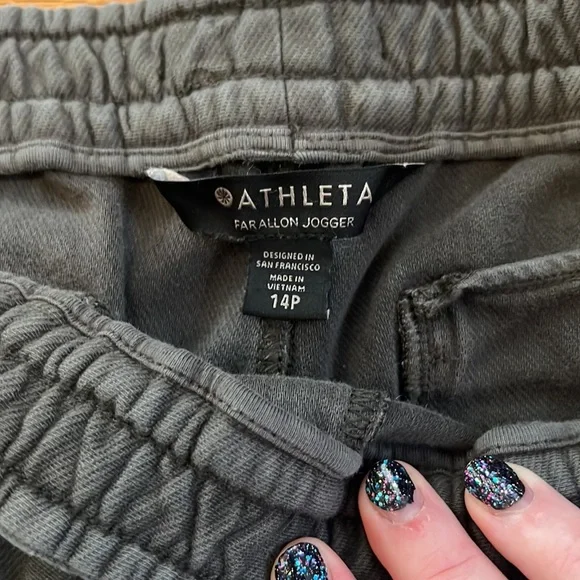 ATHLETA
FARALLON JOGGER
DESIGNED IN
SAN FRANCISCO
MADE IN
VIETNAM
14P